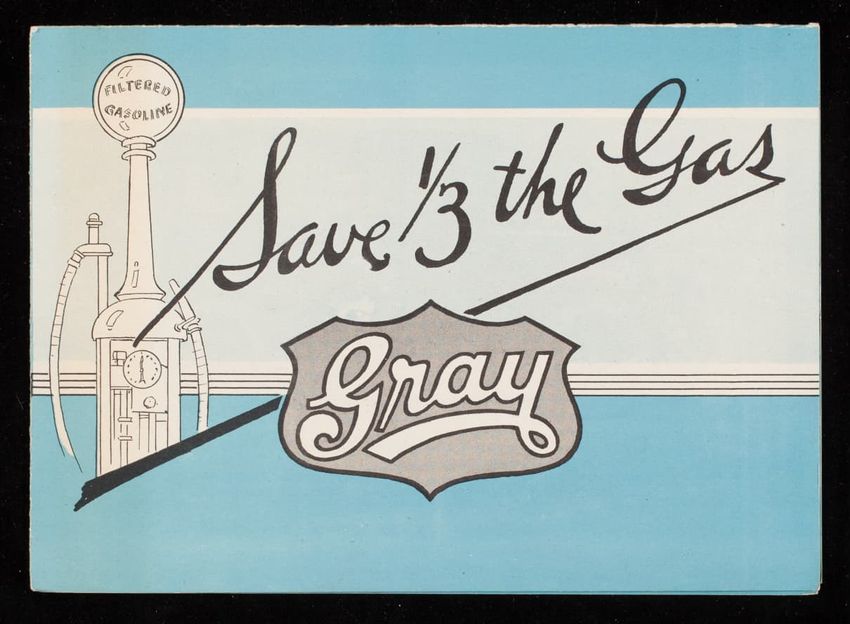 FILTERED
GASOLINE
Save 1/3 the Gas
Gray